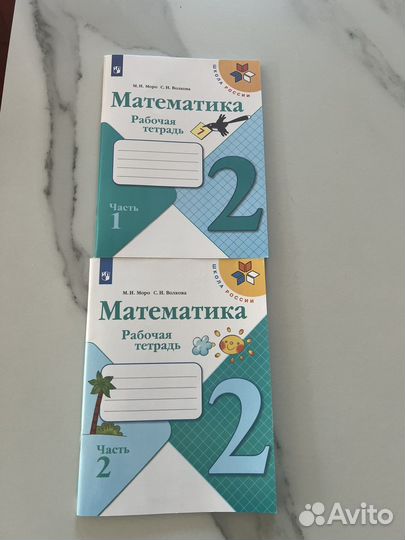 М.И. Моро С.И. Волкова
ШКОЛА РОССИИ
Математика
Рабочая
тетрадь
1
Часть
1
2
М.И. Моро С.И. Волкова
ШКОЛА РОССИИ
Математика
Рабочая
тетрадь
Часть
2
2
Avito